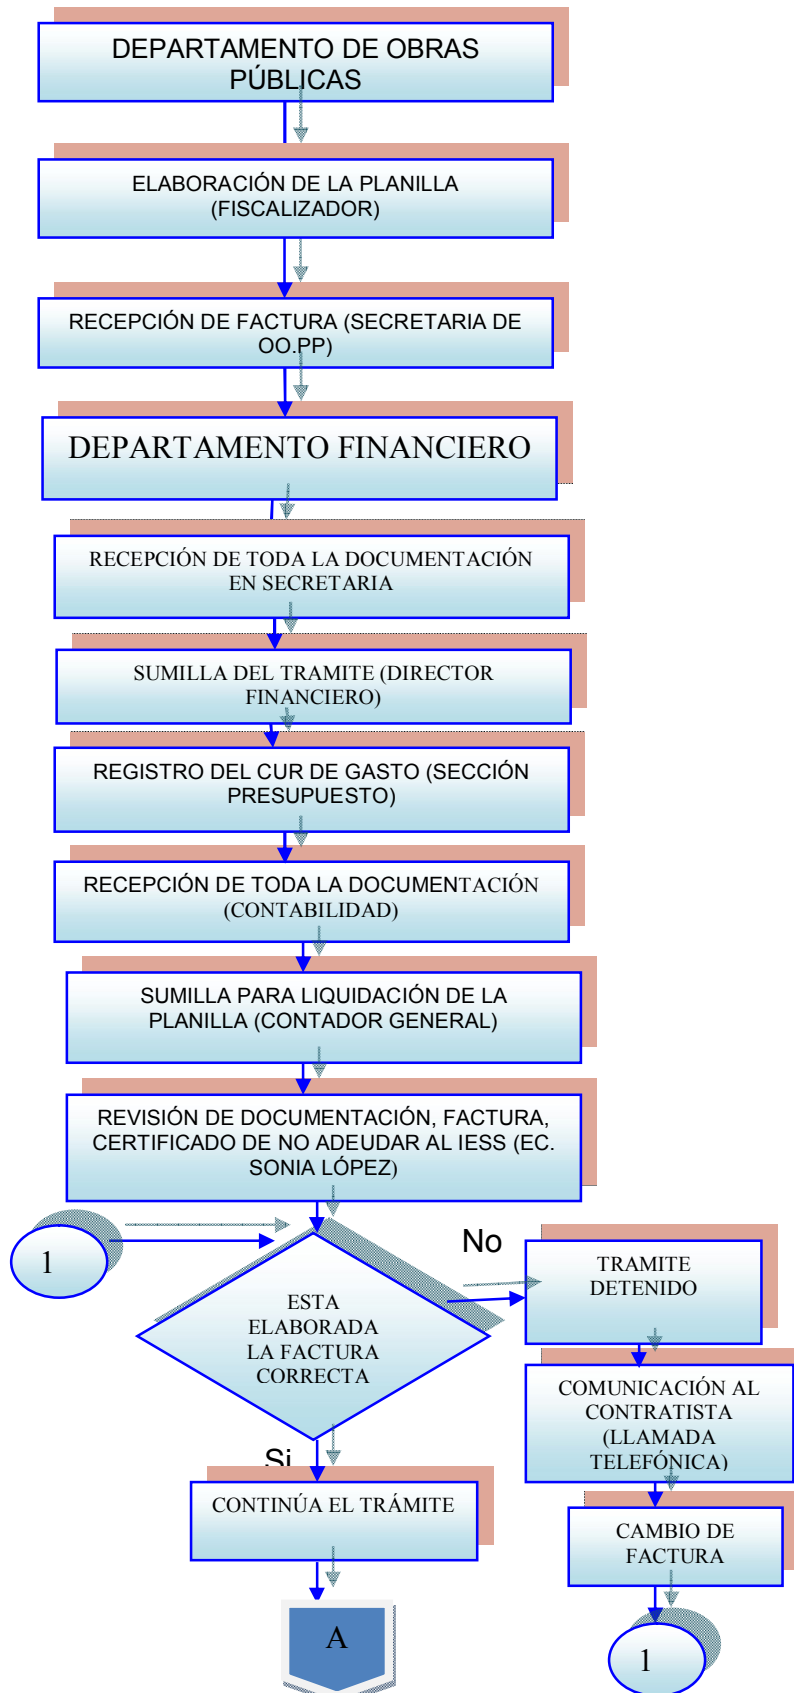 DEPARTAMENTO DE OBRAS
PÚBLICAS
ELABORACIÓN DE LA PLANILLA
(FISCALIZADOR)
RECEPCIÓN DE FACTURA (SECRETARIA DE
OO.PP)
DEPARTAMENTO FINANCIERO
RECEPCIÓN DE TODA LA DOCUMENTACIÓN
EN SECRETARIA
SUMILLA DEL TRAMITE (DIRECTOR
FINANCIERO)
REGISTRO DEL CUR DE GASTO (SECCIÓN
PRESUPUESTO)
RECEPCIÓN DE TODA LA DOCUMENTACIÓN
(CONTABILIDAD)
SUMILLA PARA LIQUIDACIÓN DE LA
PLANILLA (CONTADOR GENERAL)
REVISIÓN DE DOCUMENTACIÓN, FACTURA,
CERTIFICADO DE NO ADEUDAR AL IESS (EC.
SONIA LÓPEZ)
1
ESTA
ELABORADA
LA FACTURA
CORRECTA
No
TRAMITE
DETENIDO
COMUNICACIÓN AL
CONTRATISTA
(LLAMADA
TELEFÓNICA)
CAMBIO DE
FACTURA
1
Si
CONTINÚA EL TRÁMITE
A